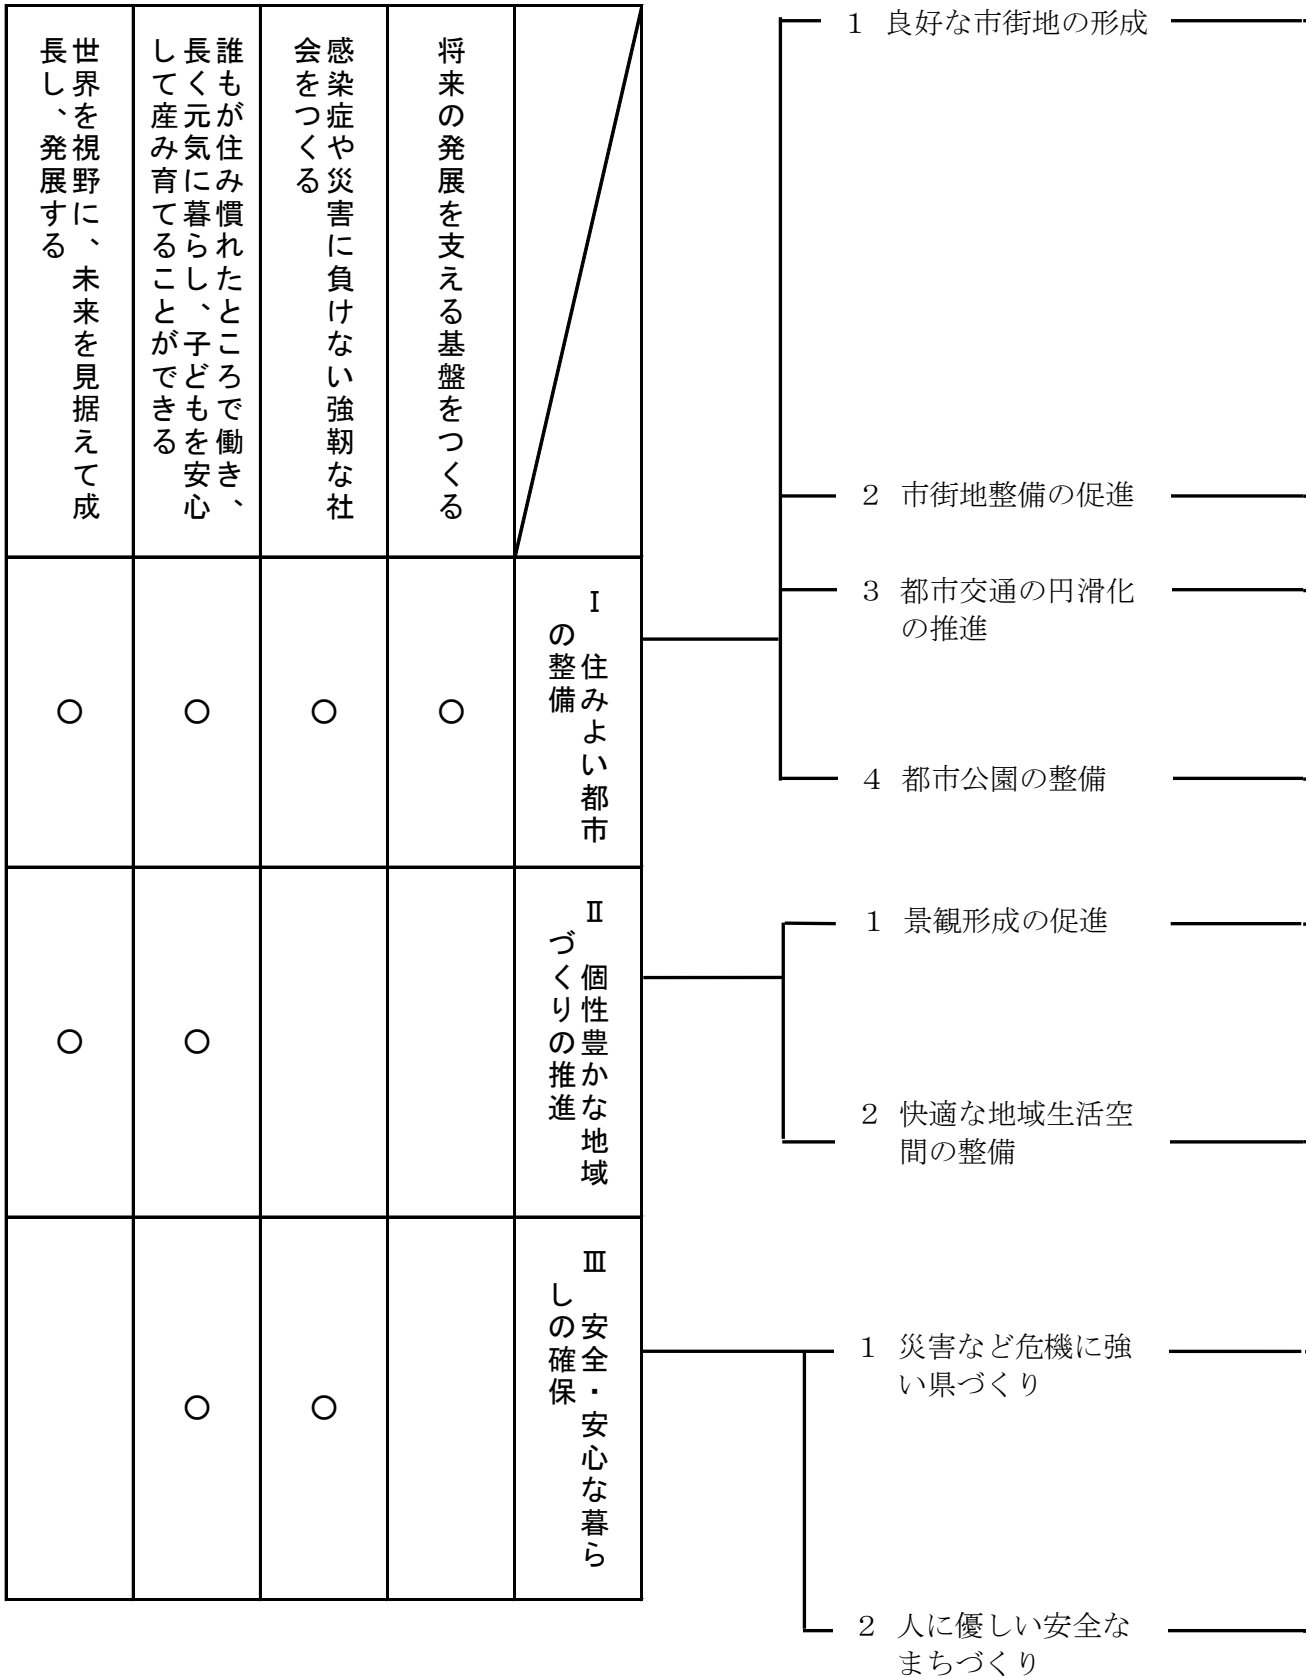 将来の発展を支える基盤をつくる
感染症や災害に負けない強靭な社
会をつくる
誰もが住み慣れたところで働き、
長く元気に暮らし、子どもを安心
して産み育てることができる
世界を視野に、未来を見据えて成
長し、発展する
Ⅰ 住みよい都市
の整備
○
○
○
○
Ⅱ 個性豊かな地域
づくりの推進
○
○
Ⅲ 安全・安心な暮ら
しの確保
○
○
1 良好な市街地の形成
2 市街地整備の促進
3 都市交通の円滑化
の推進
4 都市公園の整備
1 景観形成の促進
2 快適な地域生活空
間の整備
1 災害など危機に強
い県づくり
2 人に優しい安全な
まちづくり